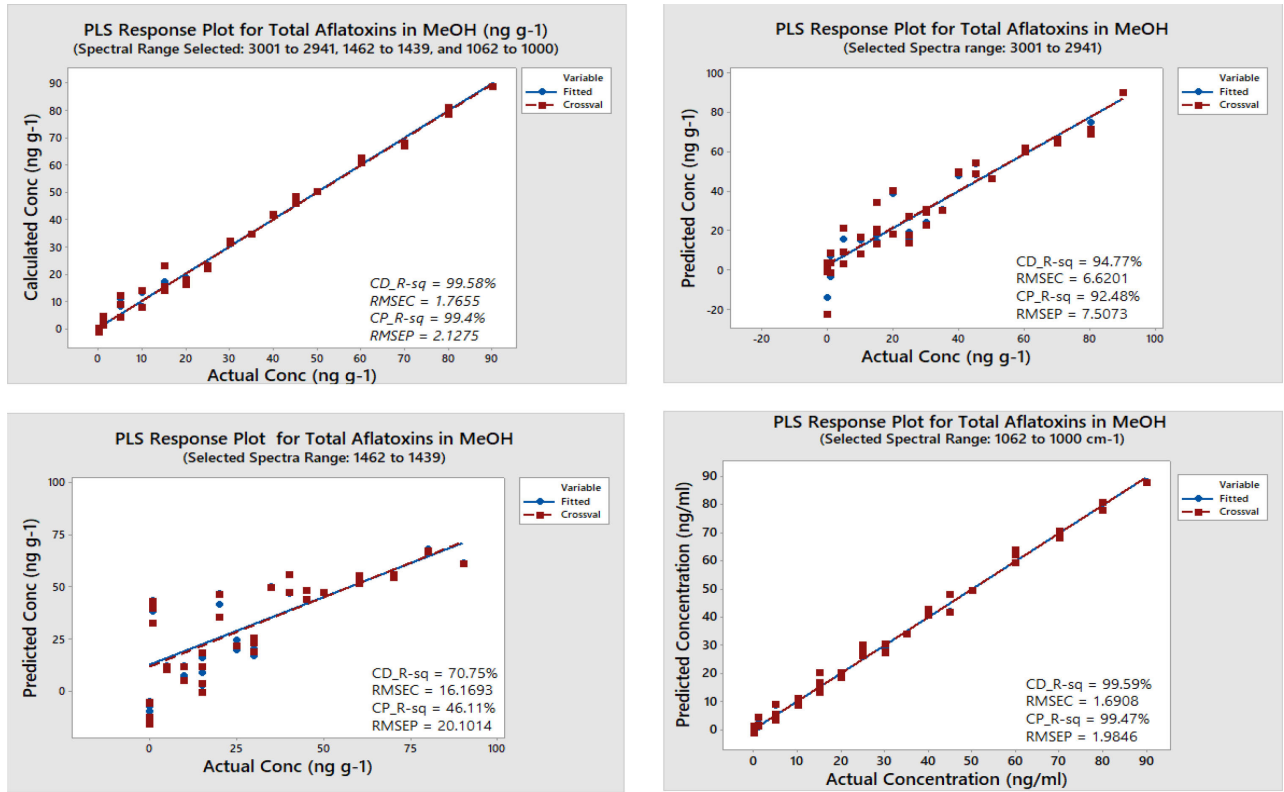 PLS Response Plot for Total Aflatoxins in MeOH (ng g-1)
(Spectral Range Selected: 3001 to 2941, 1462 to 1439, and 1062 to 1000)
Variable
Fitted
Crossval
Calculated Conc (ng g-1)
90
80
70
60
50
40
30
20
10
0
CD_R-sq = 99.58%
RMSEC = 1.7655
CP_R-sq = 99.4%
RMSEP = 2.1275
0 10 20 30 40 50 60 70 80 90
Actual Conc (ng g-1)
PLS Response Plot for Total Aflatoxins in MeOH
(Selected Spectra range: 3001 to 2941)
Variable
Fitted
Crossval
Predicted Conc (ng g-1)
100
80
60
40
20
0
-20
CD_R-sq = 94.77%
RMSEC = 6.6201
CP_R-sq = 92.48%
RMSEP = 7.5073
-20 0 20 40 60 80 100
Actual Conc (ng g-1)
PLS Response Plot for Total Aflatoxins in MeOH
(Selected Spectra Range: 1462 to 1439)
Variable
Fitted
Crossval
Predicted Conc (ng g-1)
100
75
50
25
0
CD_R-sq = 70.75%
RMSEC = 16.1693
CP_R-sq = 46.11%
RMSEP = 20.1014
0 25 50 75 100
Actual Conc (ng g-1)
PLS Response Plot for Total Aflatoxins in MeOH
(Selected Spectral Range: 1062 to 1000 cm-1)
Variable
Fitted
Crossval
Predicted Concentration (ng/ml)
90
80
70
60
50
40
30
20
10
0
CD_R-sq = 99.59%
RMSEC = 1.6908
CP_R-sq = 99.47%
RMSEP = 1.9846
0 10 20 30 40 50 60 70 80 90
Actual Concentration (ng/ml)